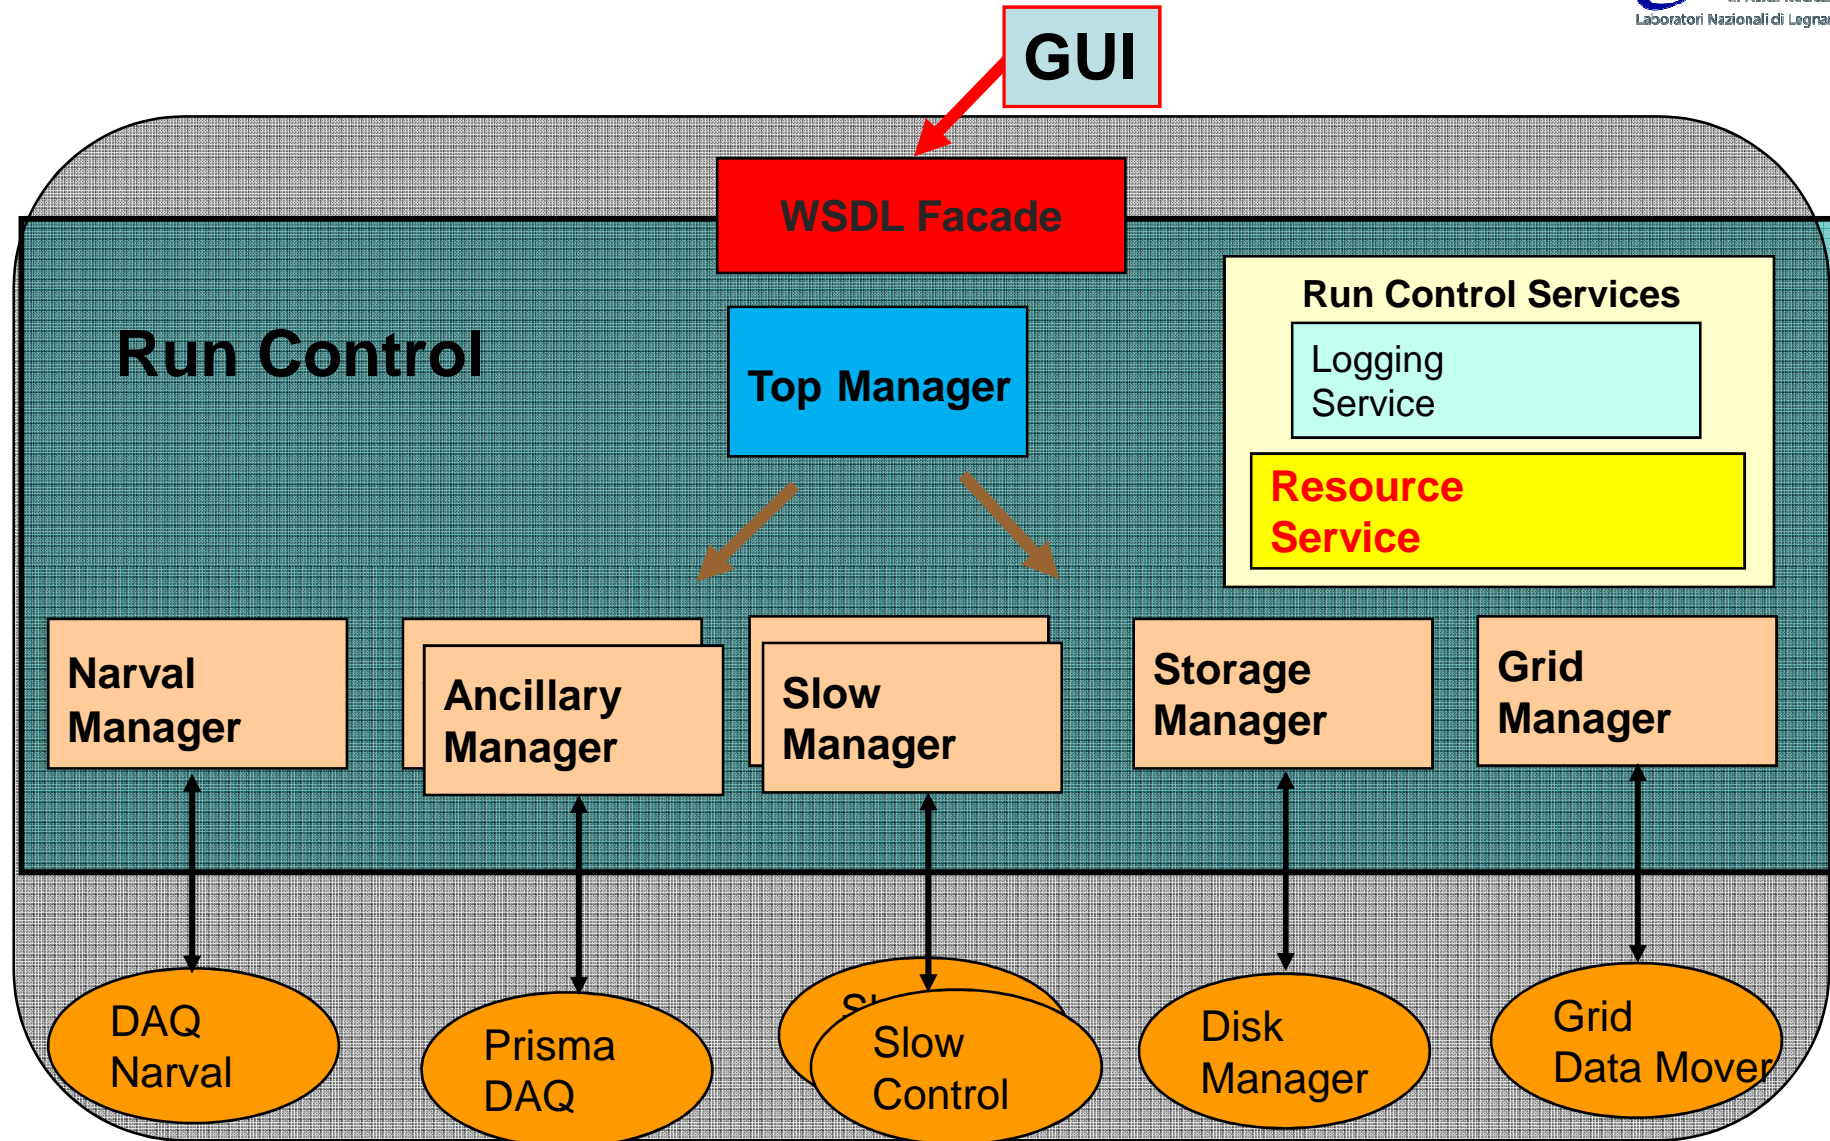 Laboratori Nazionali di Legnar
GUI
WSDL Facade
Run Control Services
Run Control
Logging
Service
Top Manager
Resource
Service
Narval
Manager
Ancillary
Manager
Slow
Manager
Storage
Manager
Grid
Manager
DAQ
Narval
Prisma
DAQ
Slow
Control
Disk
Manager
Grid
Data Mover